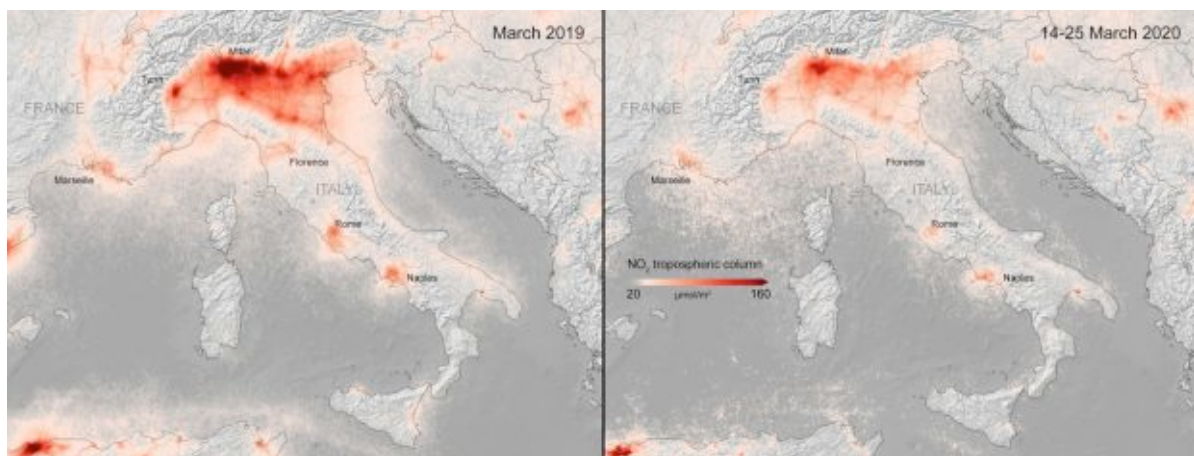 March 2019
Milan
Turin
FRANCE
Marseille
Florence
ITALY
Rome
Naples
14-25 March 2020
Milan
Turin
FRANCE
Marseille
Florence
ITALY
Rome
NO₂ tropospheric column
20 µmol/m² 160
Naples